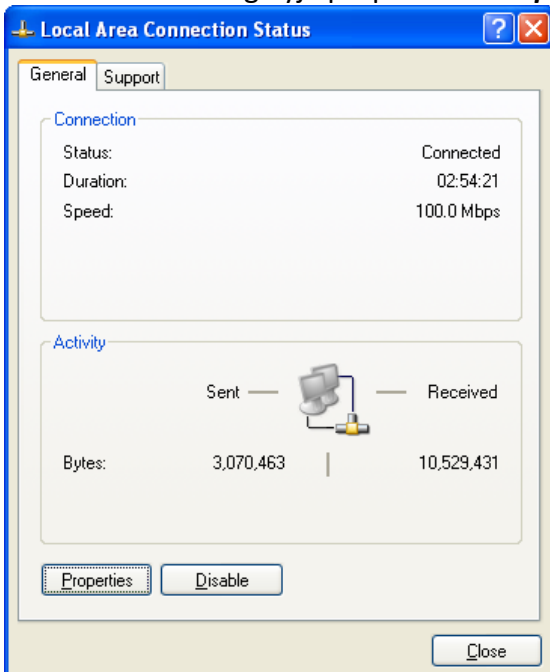 Local Area Connection Status
General Support
Connection
Status: Connected
Duration: 02:54:21
Speed: 100.0 Mbps
Activity
Sent Received
Bytes: 3,070,463 10,529,431
Properties Disable
Close